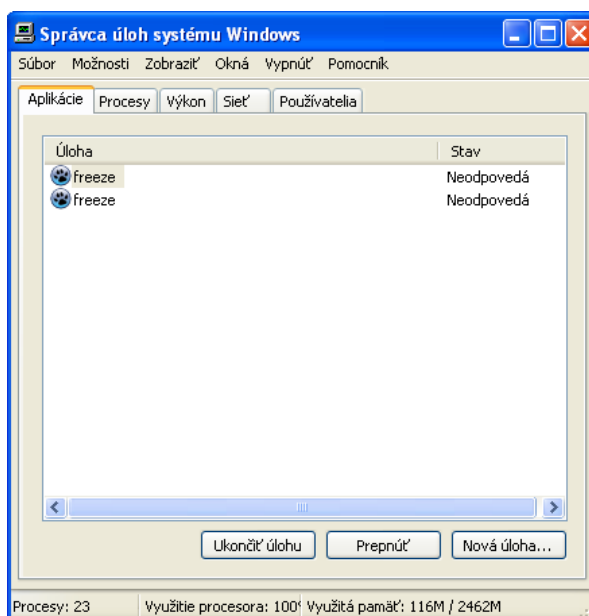 Správca úloh systému Windows
Súbor Možnosti Zobraziť Okná Vypnúť Pomocník
Aplikácie Procesy Výkon Sieť Používatelia
Úloha Stav
freeze Neodpovedá
freeze Neodpovedá
Ukončiť úlohu Prepnúť Nová úloha...
Procesy: 23 Využitie procesora: 100% Využitá pamäť: 116M / 2462M